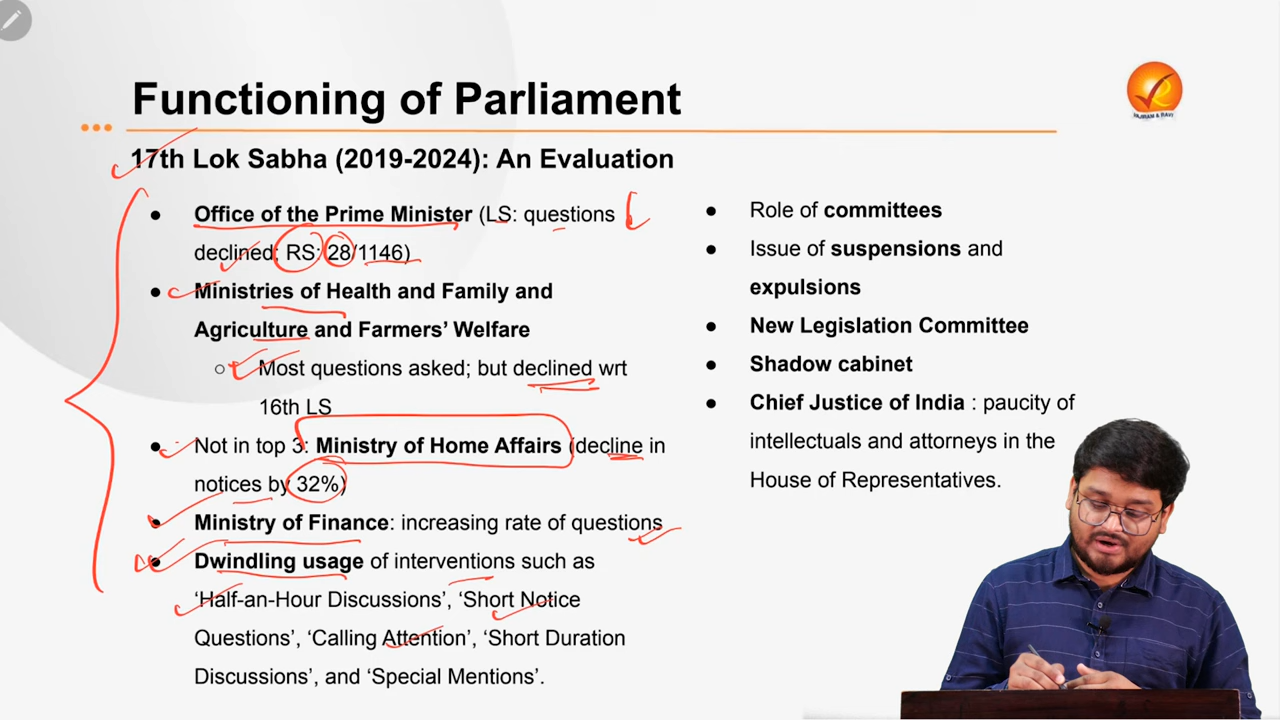 Functioning of Parliament
VAJIRAM & RAVI
17th Lok Sabha (2019-2024): An Evaluation
● Office of the Prime Minister (LS: questions
declined; RS: 28/1146)
● Ministries of Health and Family and
Agriculture and Farmers' Welfare
○ Most questions asked; but declined wrt
16th LS
● Not in top 3: Ministry of Home Affairs (decline in
notices by 32%)
● Ministry of Finance: increasing rate of questions
● Dwindling usage of interventions such as
‘Half-an-Hour Discussions’, ‘Short Notice
Questions’, ‘Calling Attention’, ‘Short Duration
Discussions’, and ‘Special Mentions’.
● Role of committees
● Issue of suspensions and
expulsions
● New Legislation Committee
● Shadow cabinet
● Chief Justice of India : paucity of
intellectuals and attorneys in the
House of Representatives.